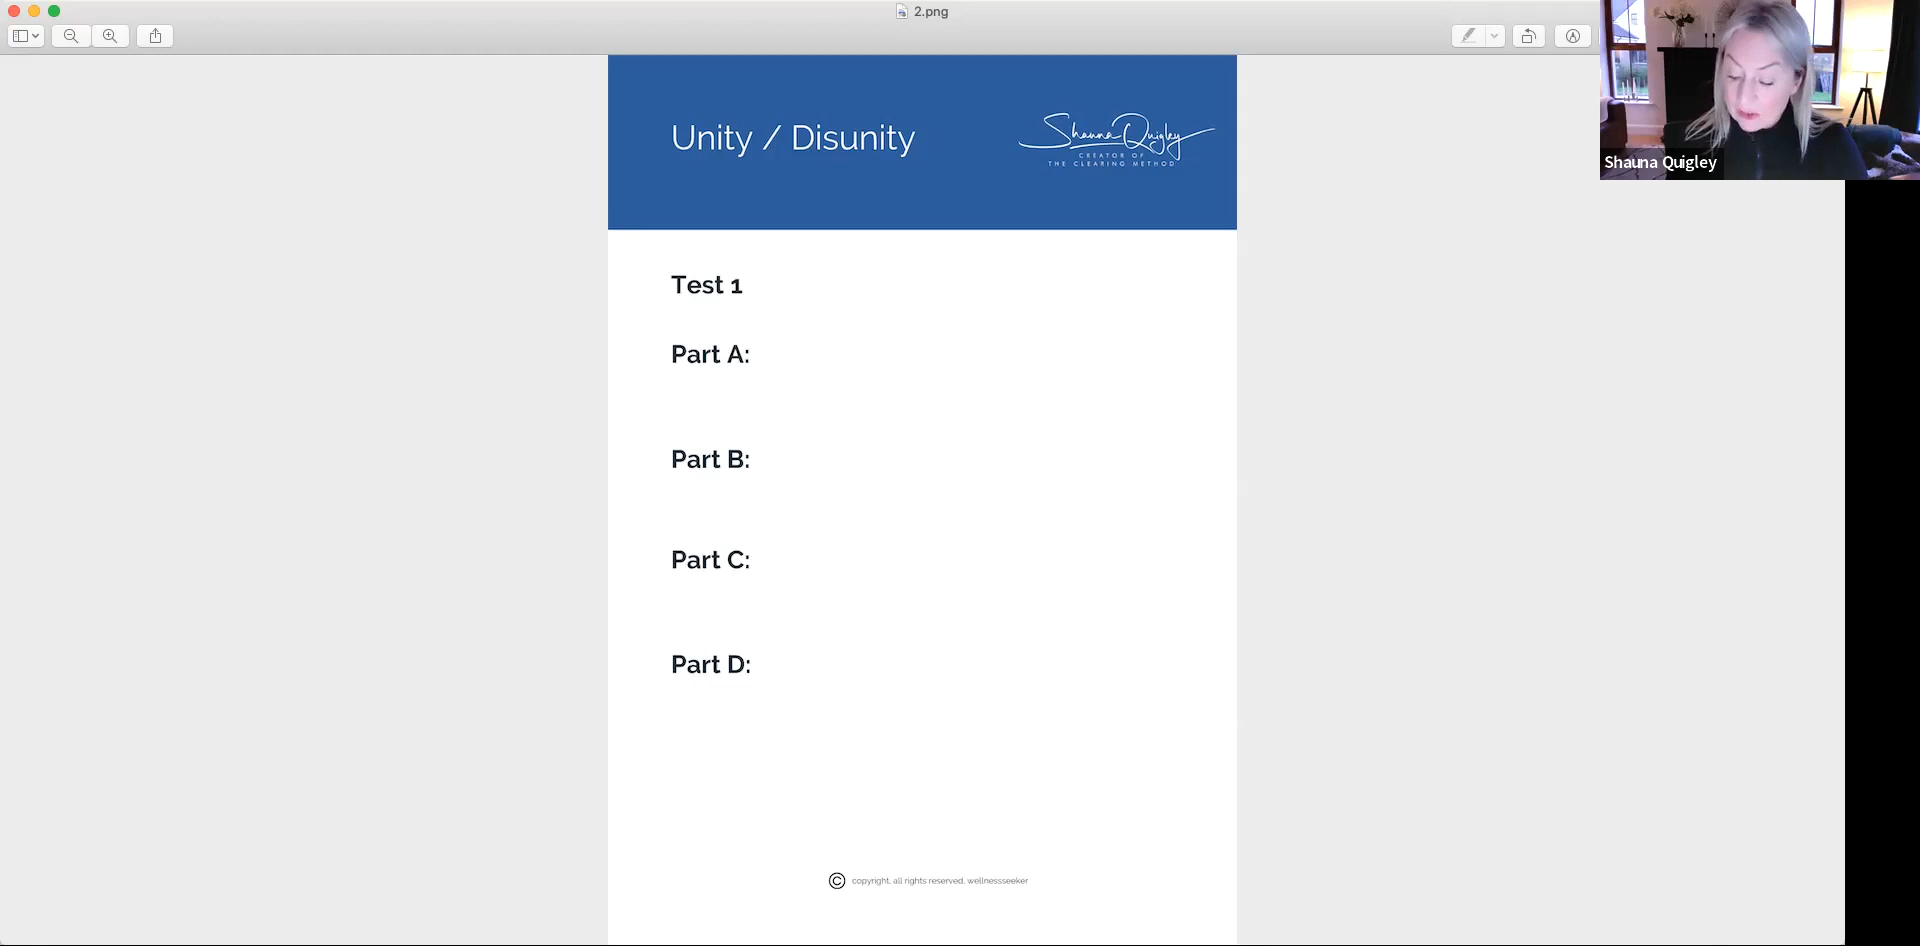 2.png
Shauna Quigley
Unity / Disunity
Shauna Quigley
CREATOR OF
THE CLEARING METHOD
Test 1
Part A:
Part B:
Part C:
Part D:
© copyright, all rights reserved, wellnessseeker